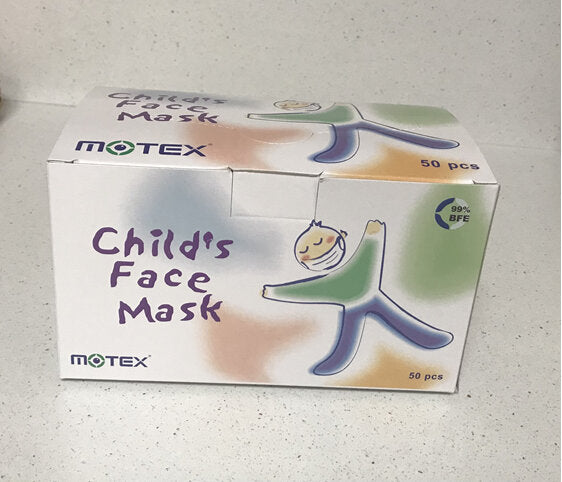 Child's
Face
Mask
MOTEX
50 pcs
99%
BFE
Child's
Face
Mask
MOTEX
50 pcs